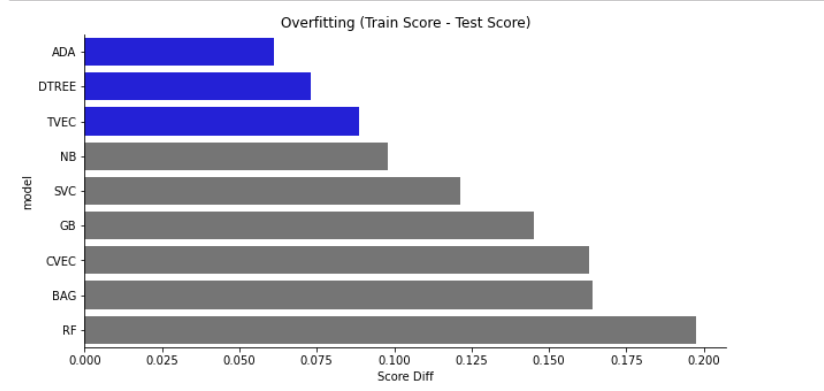 Overfitting (Train Score - Test Score)
ADA
DTREE
TVEC
NB
SVC
GB
CVEC
BAG
RF
model
0.000 0.025 0.050 0.075 0.100 0.125 0.150 0.175 0.200
Score Diff